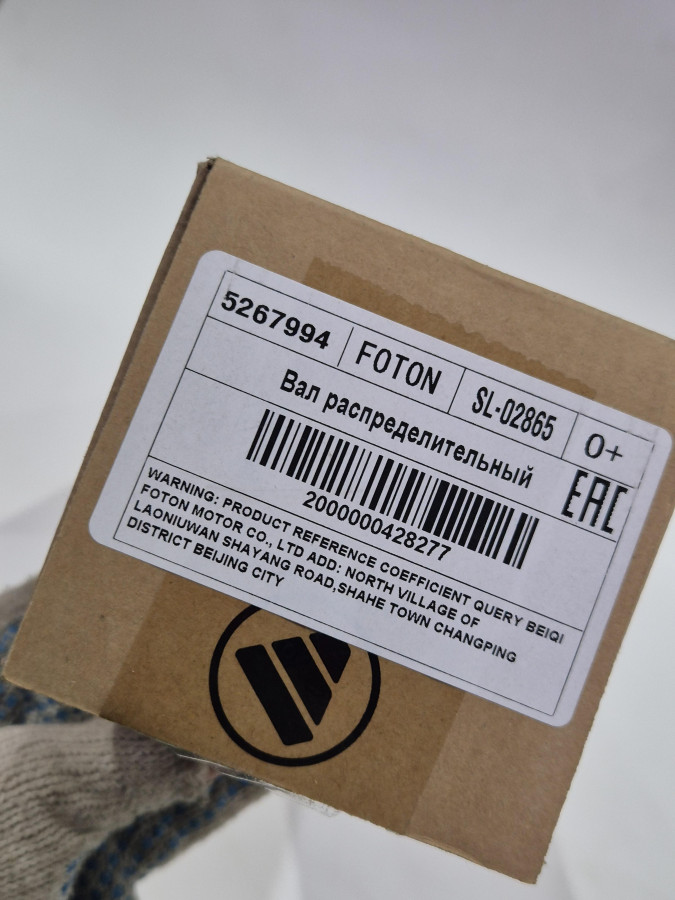 5267994 FOTON SL-02865 0+
Вал распределительный
EAC
2000000428277
WARNING: PRODUCT REFERENCE COEFFICIENT QUERY BEIQI
FOTON MOTOR CO., LTD ADD: NORTH VILLAGE OF
LAONIUWAN SHAYANG ROAD,SHAHE TOWN CHANGPING
DISTRICT BEIJING CITY